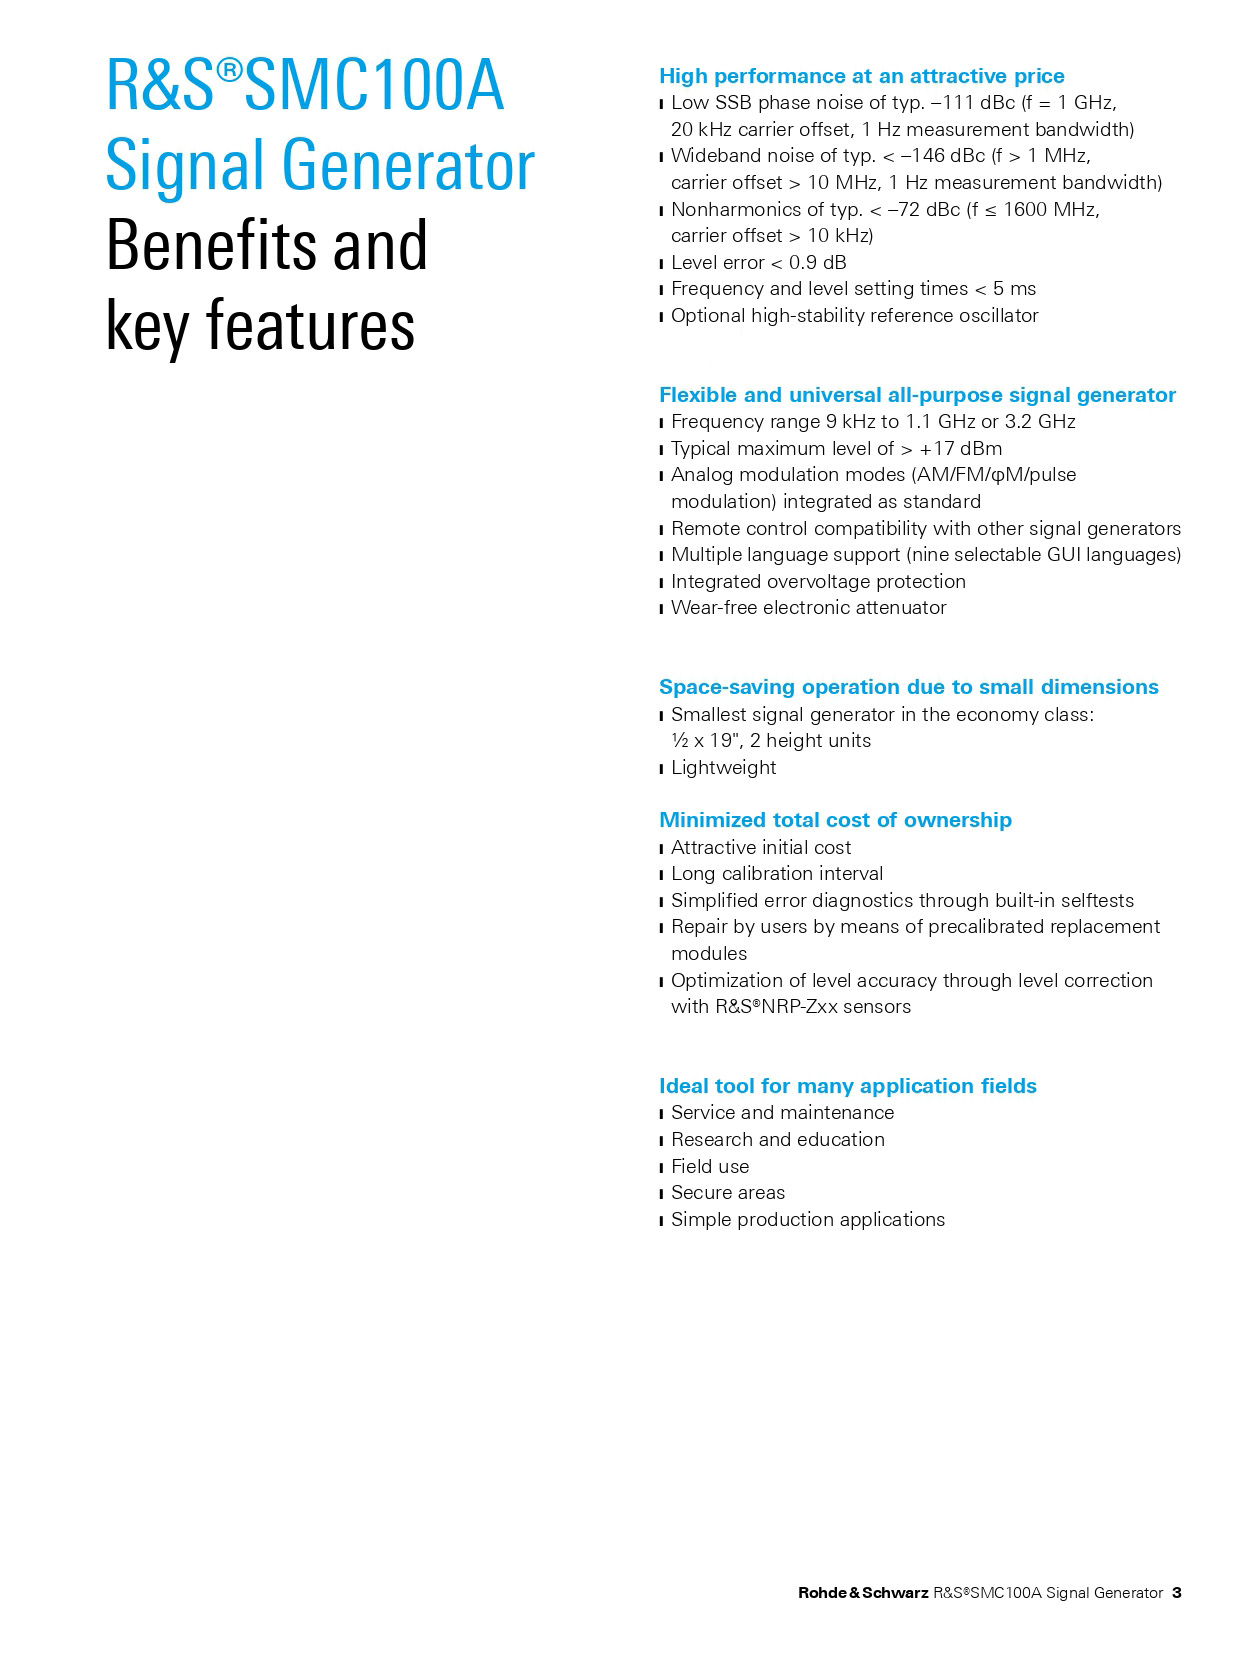 R&S®SMC100A
Signal Generator
Benefits and
key features
High performance at an attractive price
Low SSB phase noise of typ. –111 dBc (f = 1 GHz,
20 kHz carrier offset, 1 Hz measurement bandwidth)
Wideband noise of typ. < –146 dBc (f > 1 MHz,
carrier offset > 10 MHz, 1 Hz measurement bandwidth)
Nonharmonics of typ. < –72 dBc (f ≤ 1600 MHz,
carrier offset > 10 kHz)
Level error < 0.9 dB
Frequency and level setting times < 5 ms
Optional high-stability reference oscillator
Flexible and universal all-purpose signal generator
Frequency range 9 kHz to 1.1 GHz or 3.2 GHz
Typical maximum level of > +17 dBm
Analog modulation modes (AM/FM/φM/pulse
modulation) integrated as standard
Remote control compatibility with other signal generators
Multiple language support (nine selectable GUI languages)
Integrated overvoltage protection
Wear-free electronic attenuator
Space-saving operation due to small dimensions
Smallest signal generator in the economy class:
½ x 19", 2 height units
Lightweight
Minimized total cost of ownership
Attractive initial cost
Long calibration interval
Simplified error diagnostics through built-in selftests
Repair by users by means of precalibrated replacement
modules
Optimization of level accuracy through level correction
with R&S®NRP-Zxx sensors
Ideal tool for many application fields
Service and maintenance
Research and education
Field use
Secure areas
Simple production applications
Rohde & Schwarz R&S®SMC100A Signal Generator 3